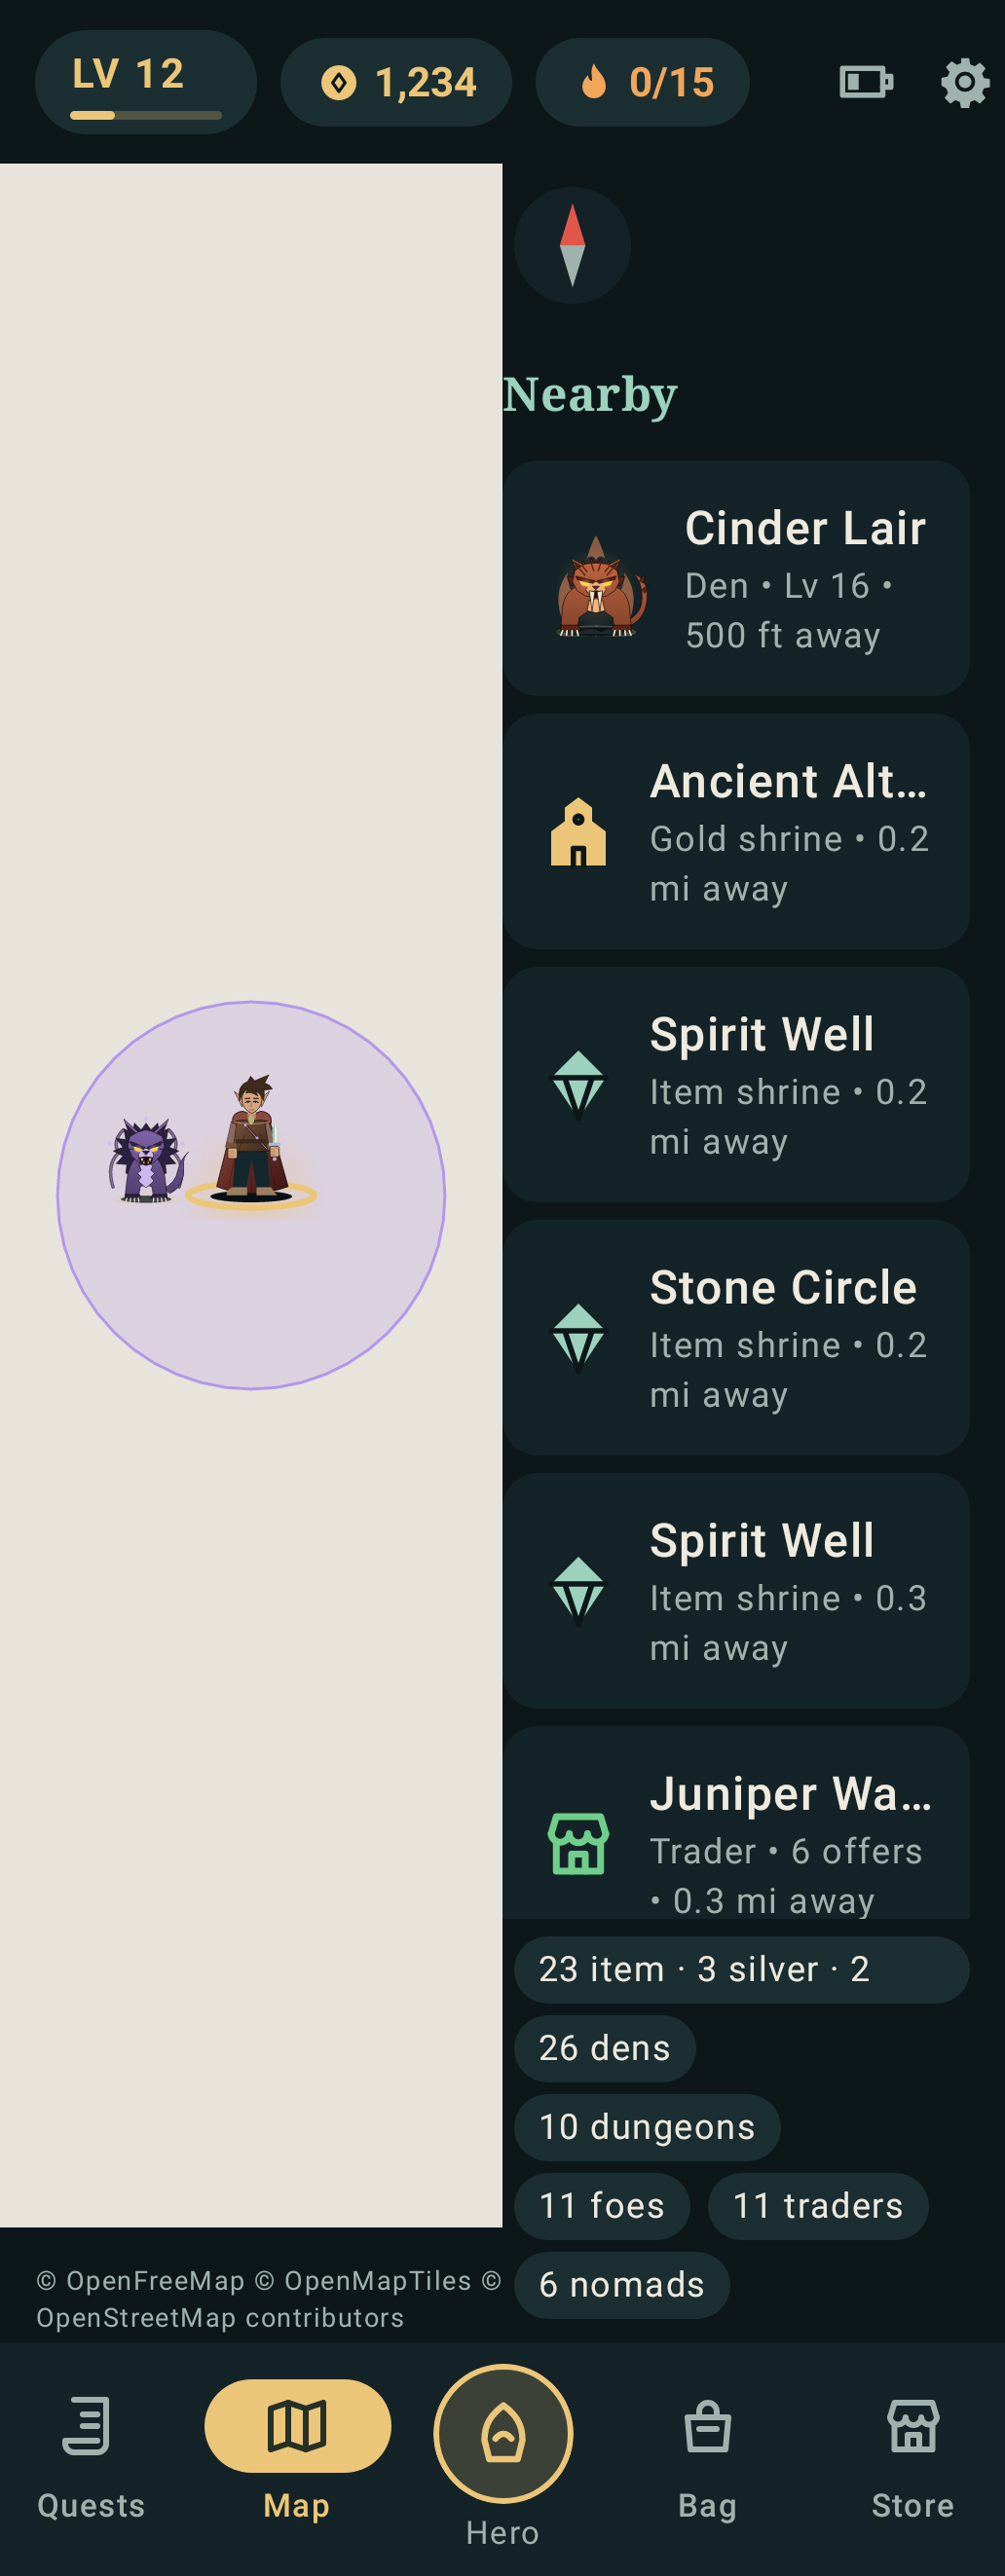 LV 12
1,234
0/15
Nearby
Cinder Lair
Den • Lv 16 •
500 ft away
Ancient Alt…
Gold shrine • 0.2
mi away
Spirit Well
Item shrine • 0.2
mi away
Stone Circle
Item shrine • 0.2
mi away
Spirit Well
Item shrine • 0.3
mi away
Juniper Wa…
Trader • 6 offers
• 0.3 mi away
23 item · 3 silver · 2
26 dens
10 dungeons
11 foes
11 traders
6 nomads
© OpenFreeMap © OpenMapTiles ©
OpenStreetMap contributors
Quests
Map
Hero
Bag
Store